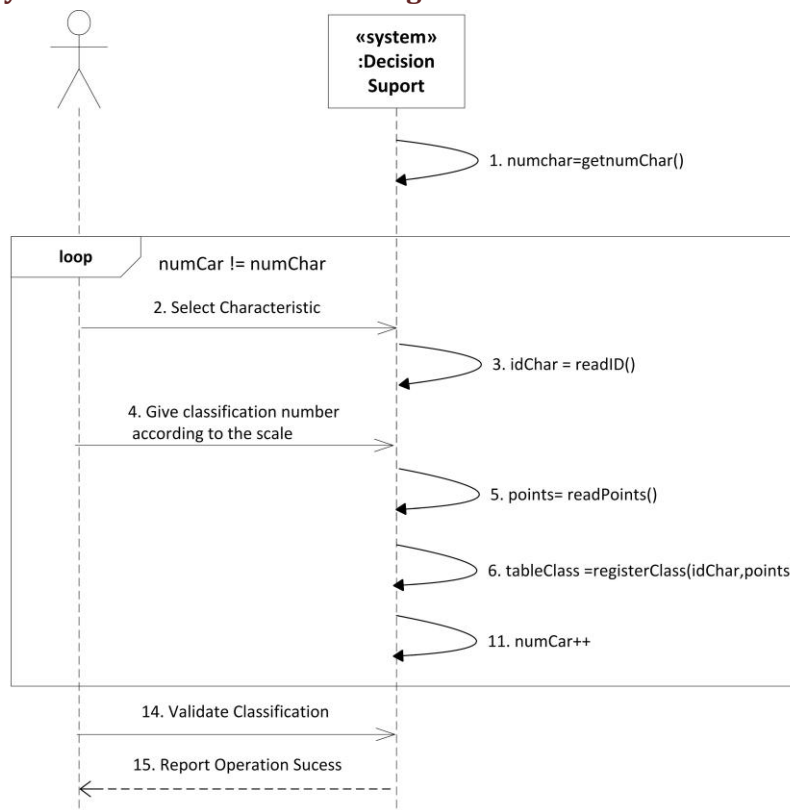 «system»
:Decision
Suport
1. numchar=getnumChar()
loop
numCar != numChar
2. Select Characteristic
3. idChar = readID()
4. Give classification number
according to the scale
5. points= readPoints()
6. tableClass =registerClass(idChar,points
11. numCar++
14. Validate Classification
15. Report Operation Sucess